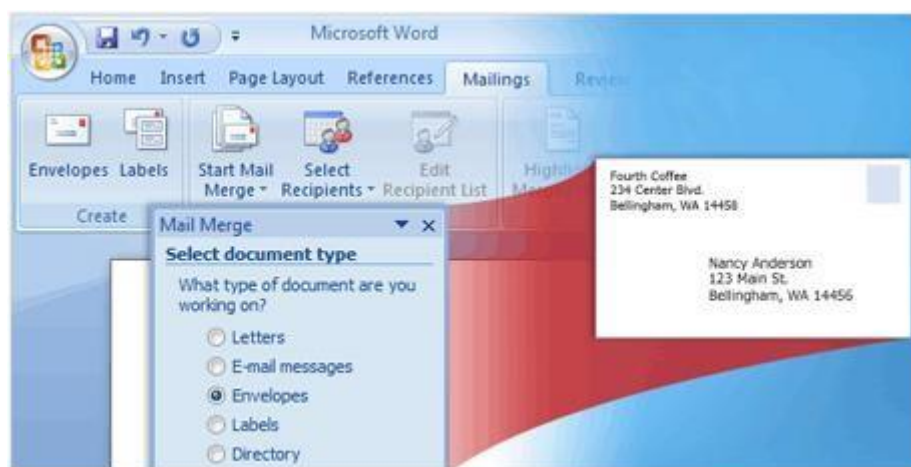 Microsoft Word
Home Insert Page Layout References Mailings Review
Envelopes Labels Start Mail Merge Select Recipients Edit Recipient List
Create
Mail Merge
Select document type
What type of document are you
working on?
Letters
E-mail messages
Envelopes
Labels
Directory
Fourth Coffee
234 Center Blvd.
Bellingham, WA 14458
Nancy Anderson
123 Main St.
Bellingham, WA 14456